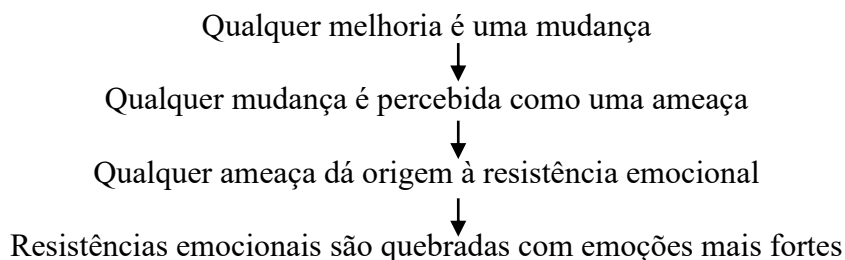 Qualquer melhoria é uma mudança
Qualquer mudança é percebida como uma ameaça
Qualquer ameaça dá origem à resistência emocional
Resistências emocionais são quebradas com emoções mais fortes